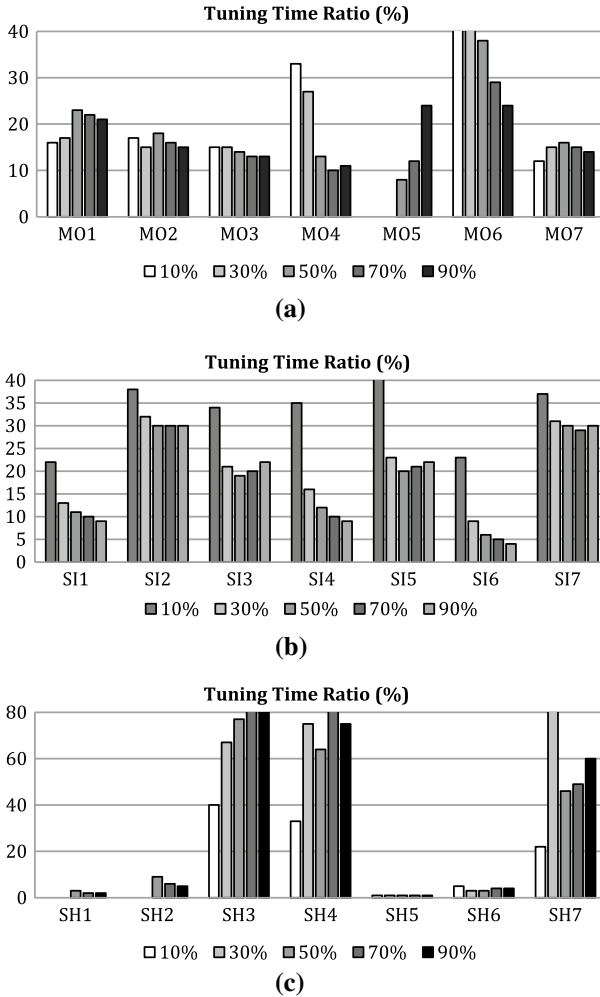 Tuning Time Ratio (%)
40
30
20
10
0
MO1 MO2 MO3 MO4 MO5 MO6 MO7
10% 30% 50% 70% 90%
(a)
Tuning Time Ratio (%)
40
35
30
25
20
15
10
5
0
SI1 SI2 SI3 SI4 SI5 SI6 SI7
10% 30% 50% 70% 90%
(b)
Tuning Time Ratio (%)
80
60
40
20
0
SH1 SH2 SH3 SH4 SH5 SH6 SH7
10% 30% 50% 70% 90%
(c)